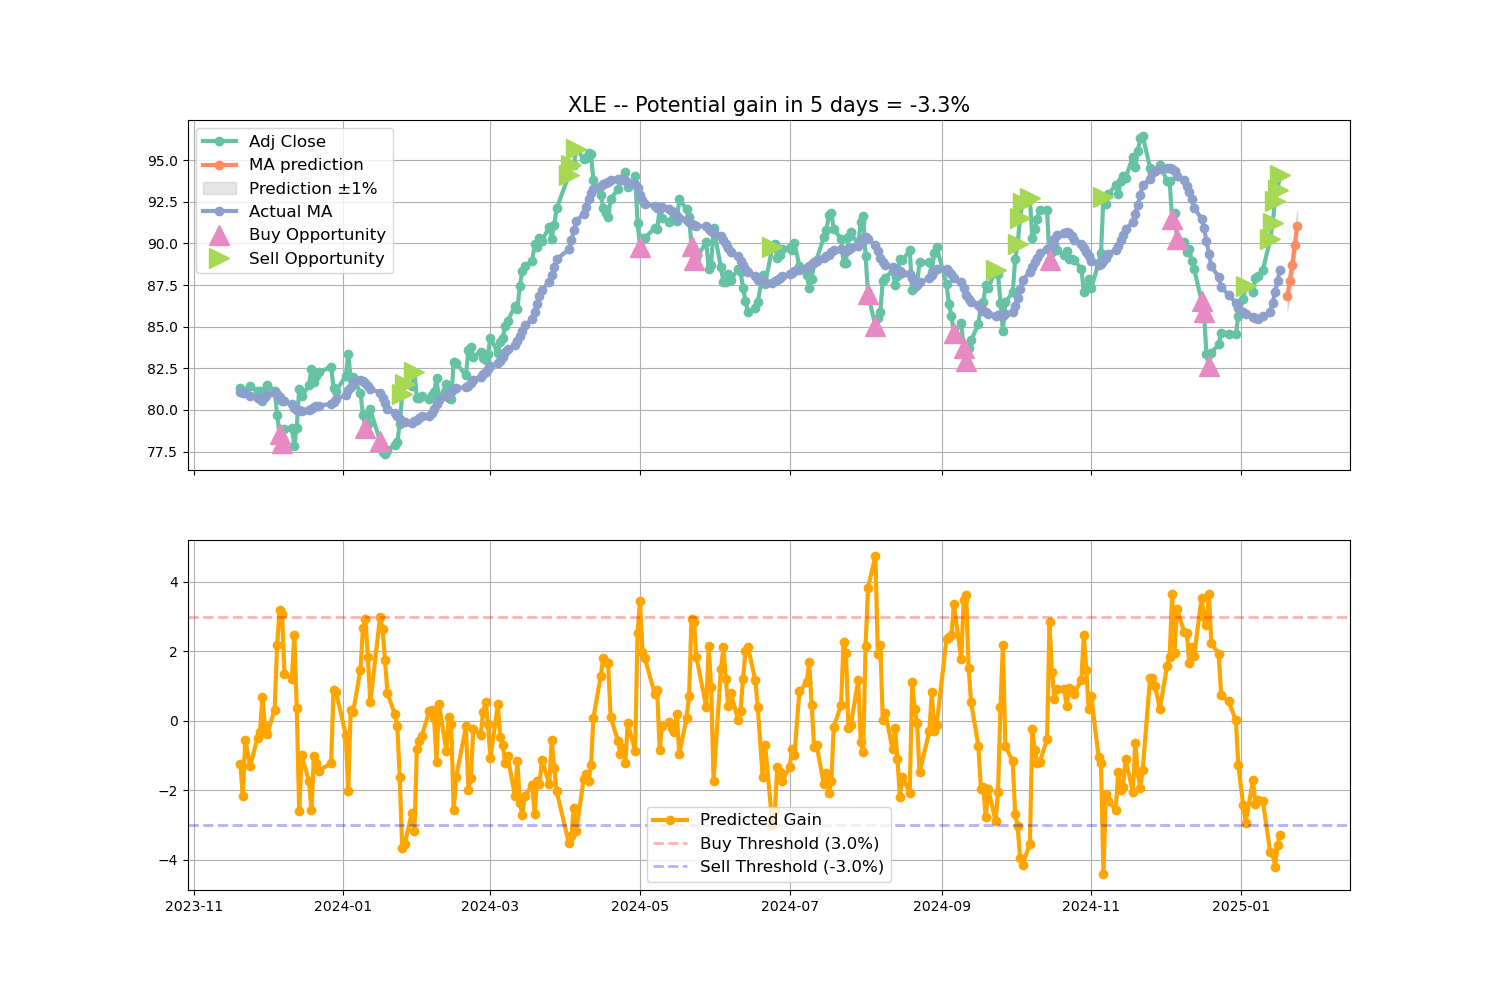 XLE -- Potential gain in 5 days = -3.3%
Adj Close
MA prediction
Prediction ±1%
Actual MA
Buy Opportunity
Sell Opportunity
95.0
92.5
90.0
87.5
85.0
82.5
80.0
77.5
4
2
0
−2
−4
Predicted Gain
Buy Threshold (3.0%)
Sell Threshold (-3.0%)
2023-11 2024-01 2024-03 2024-05 2024-07 2024-09 2024-11 2025-01